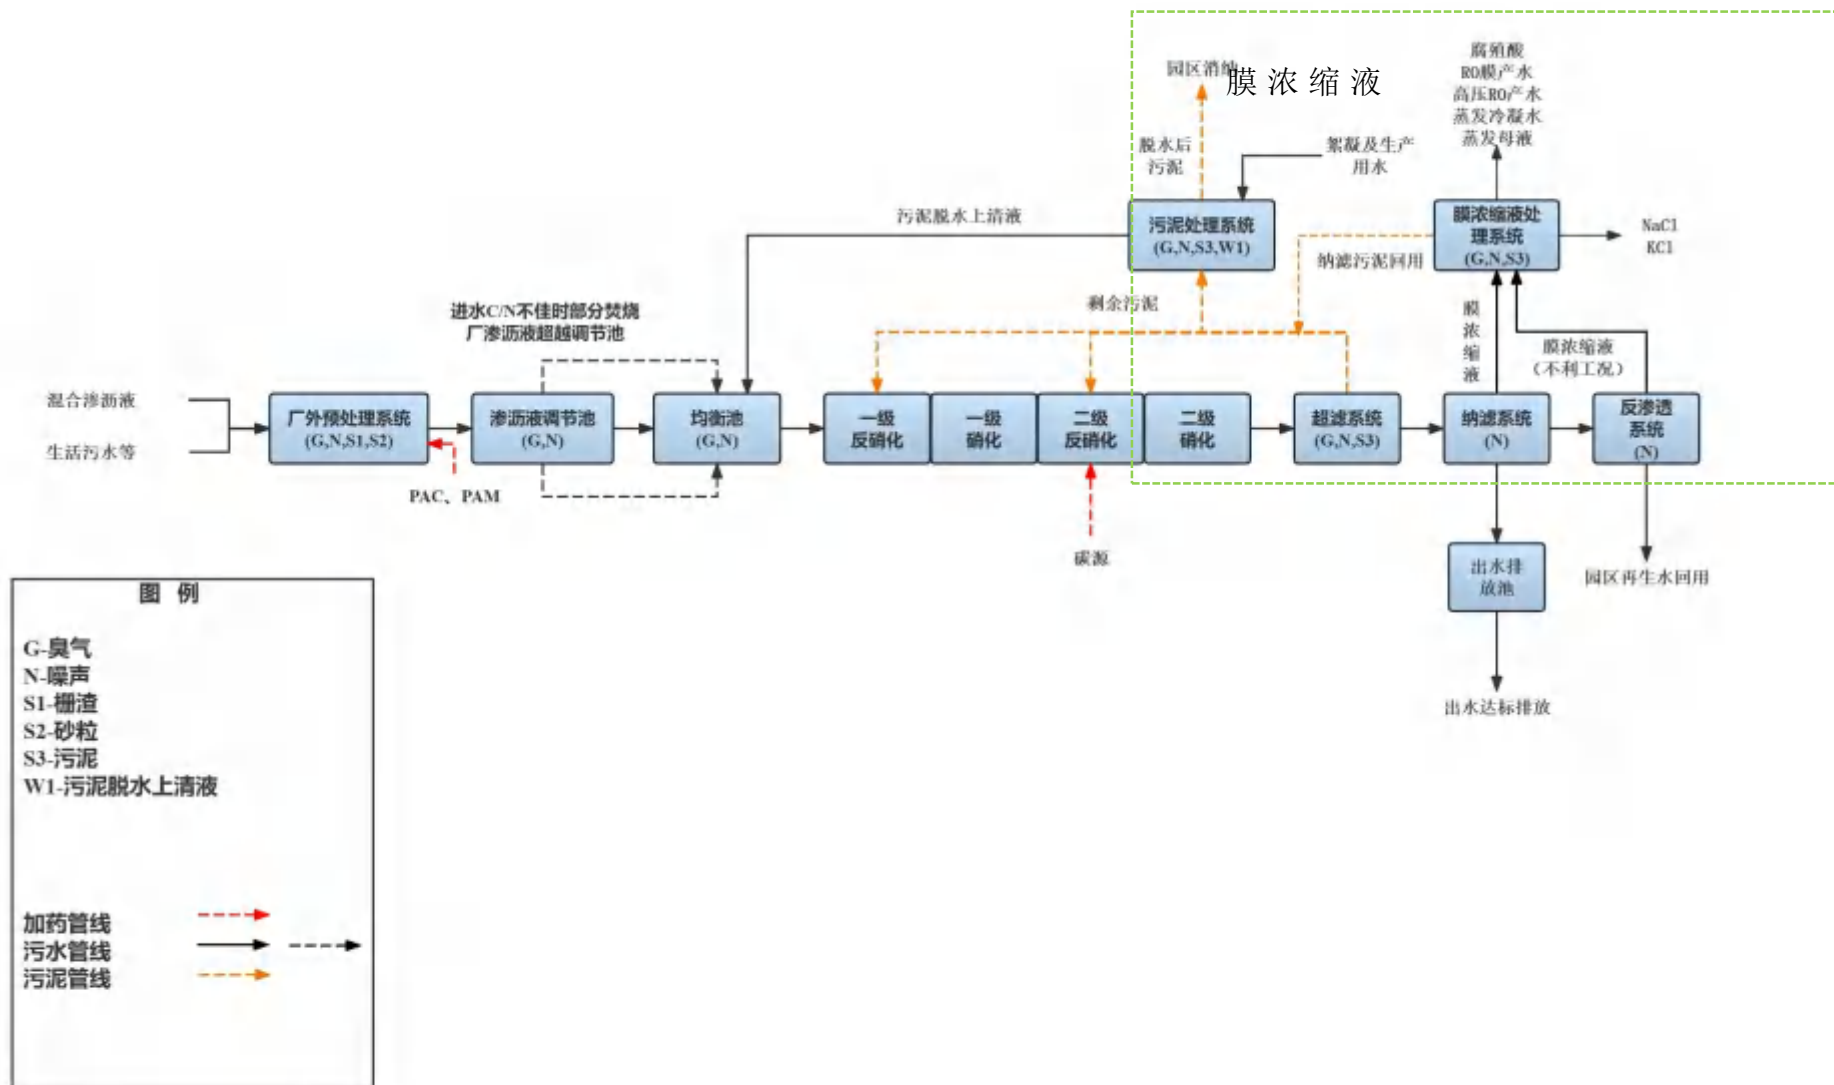 膜浓缩液
园区消纳
腐殖酸
RO膜产水
高压RO产水
蒸发冷凝水
蒸发母液
脱水后
污泥
絮凝及生产
用水
污泥脱水上清液
污泥处理系统
(G,N,S3,W1)
膜浓缩液处
理系统
(G,N,S3)
NaCl
KCl
纳滤污泥回用
剩余污泥
进水C/N不佳时部分焚烧
厂渗沥液超越调节池
膜
浓
缩
液
膜浓缩液
(不利工况)
混合渗沥液
生活污水等
厂外预处理系统
(G,N,S1,S2)
渗沥液调节池
(G,N)
均衡池
(G,N)
一级
反硝化
一级
硝化
二级
反硝化
二级
硝化
超滤系统
(G,N,S3)
纳滤系统
(N)
反渗透
系统
(N)
PAC、PAM
碳源
出水排
放池
园区再生水回用
出水达标排放
图 例
G-臭气
N-噪声
S1-栅渣
S2-砂粒
S3-污泥
W1-污泥脱水上清液
加药管线
污水管线
污泥管线